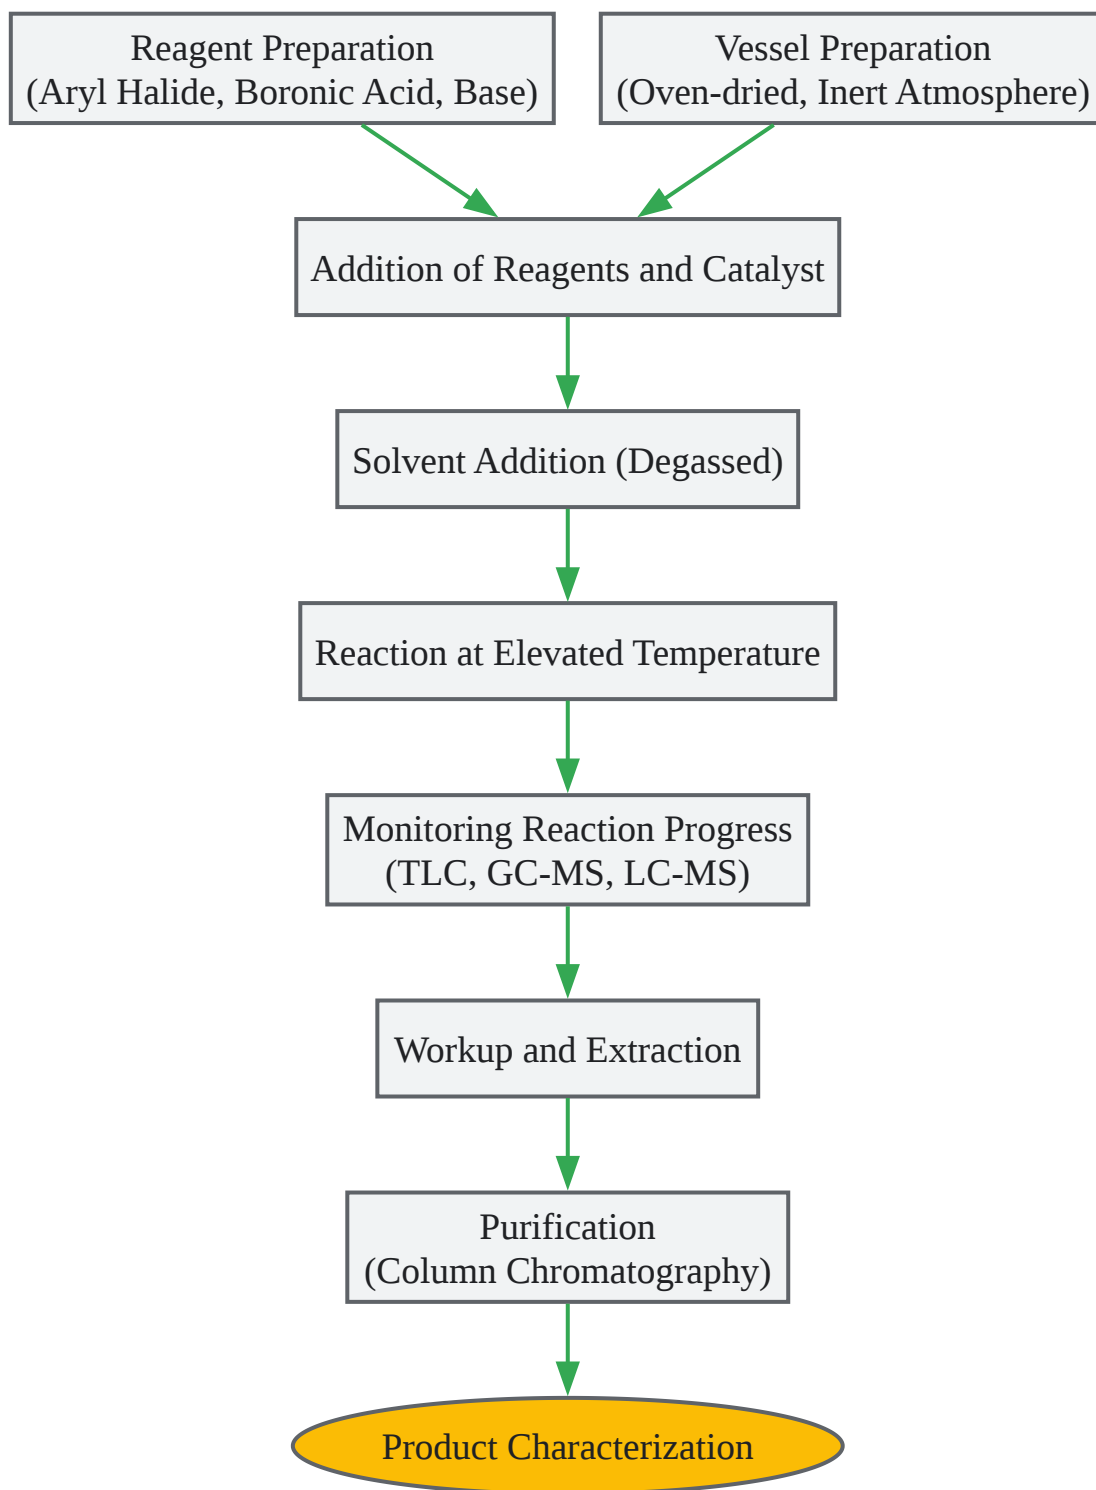 Reagent Preparation
(Aryl Halide, Boronic Acid, Base)
Vessel Preparation
(Oven-dried, Inert Atmosphere)
Addition of Reagents and Catalyst
Solvent Addition (Degassed)
Reaction at Elevated Temperature
Monitoring Reaction Progress
(TLC, GC-MS, LC-MS)
Workup and Extraction
Purification
(Column Chromatography)
Product Characterization